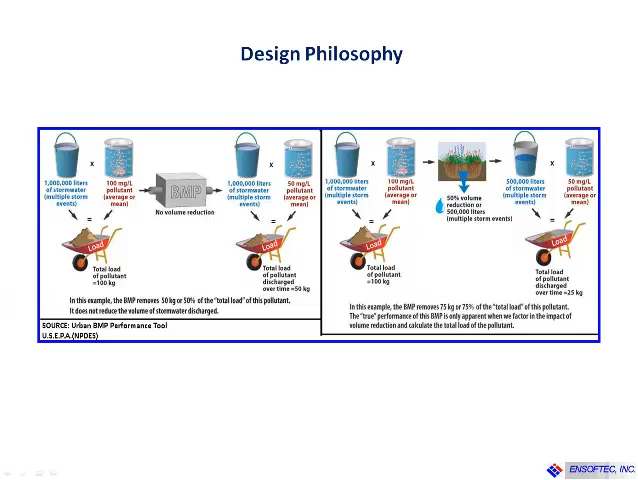 Design Philosophy
1,000,000 liters
of stormwater
(multiple storm
events)
x
100 mg/L
pollutant
(average or
mean)
=
Load
Total load
of pollutant
=100 kg
BMP
No volume reduction
1,000,000 liters
of stormwater
(multiple storm
events)
x
50 mg/L
pollutant
(average or
mean)
=
Load
Total load
of pollutant
discharged
over time =50 kg
In this example, the BMP removes 50 kg or 50% of the "total load" of this pollutant.
It does not reduce the volume of stormwater discharged.
SOURCE: Urban BMP Performance Tool
U.S.E.P.A.(NPDES)
1,000,000 liters
of stormwater
(multiple storm
events)
x
100 mg/L
pollutant
(average or
mean)
=
Load
Total load
of pollutant
=100 kg
50% volume
reduction or
500,000 liters
(multiple storm events)
500,000 liters
of stormwater
(multiple storm
events)
x
50 mg/L
pollutant
(average or
mean)
=
Load
Total load
of pollutant
discharged
over time =25 kg
In this example, the BMP removes 75 kg or 75% of the "total load" of this pollutant.
The "true" performance of this BMP is only apparent when we factor in the impact of
volume reduction and calculate the total load of the pollutant.
ENSOFTEC, INC.